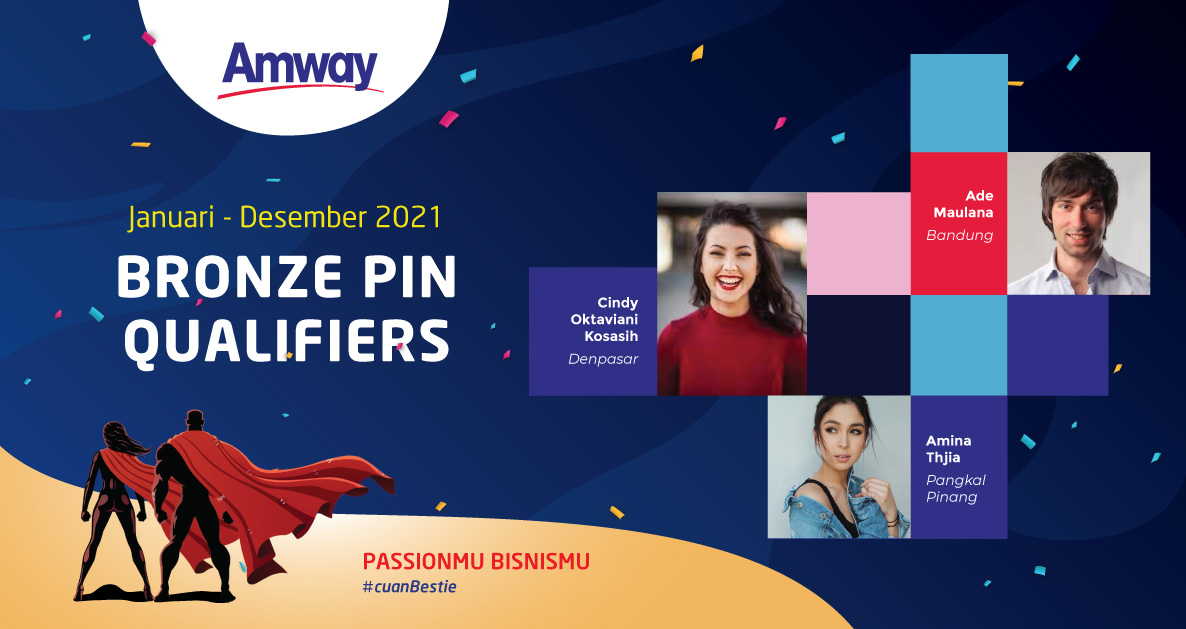 Amway
Januari - Desember 2021
BRONZE PIN
QUALIFIERS
Cindy
Oktaviani
Kosasih
Denpasar
Ade
Maulana
Bandung
Amina
Thjia
Pangkal
Pinang
PASSIONMU BISNISMU
#cuanBestie